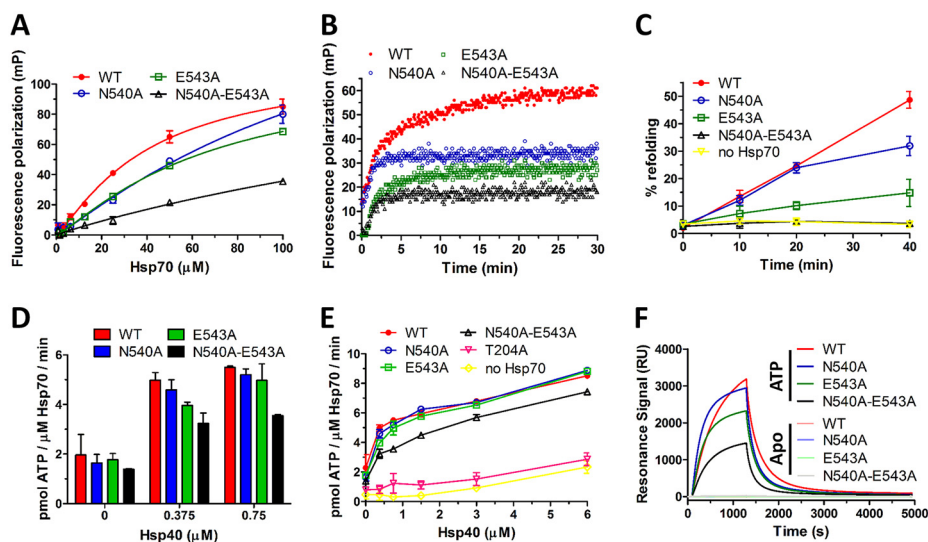 A
Fluorescence polarization (mP)
WT
N540A
E543A
N540A-E543A
100
80
60
40
20
0
0
20
40
60
80
100
Hsp70 (µM)
B
Fluorescence polarization (mP)
WT
N540A
E543A
N540A-E543A
60
50
40
30
20
10
0
0
5
10
15
20
25
30
Time (min)
C
% refolding
WT
N540A
E543A
N540A-E543A
no Hsp70
60
50
40
30
20
10
0
0
10
20
30
40
Time (min)
D
pmol ATP / µM Hsp70 / min
WT
N540A
E543A
N540A-E543A
6
4
2
0
0
0.375
0.75
Hsp40 (µM)
E
pmol ATP / µM Hsp70 / min
WT
N540A
E543A
N540A-E543A
T204A
no Hsp70
10
8
6
4
2
0
0
1
2
3
4
5
6
Hsp40 (µM)
F
Resonance Signal (RU)
ATP
WT
N540A
E543A
N540A-E543A
Apo
WT
N540A
E543A
N540A-E543A
4000
3000
2000
1000
0
0
1000
2000
3000
4000
5000
Time (s)